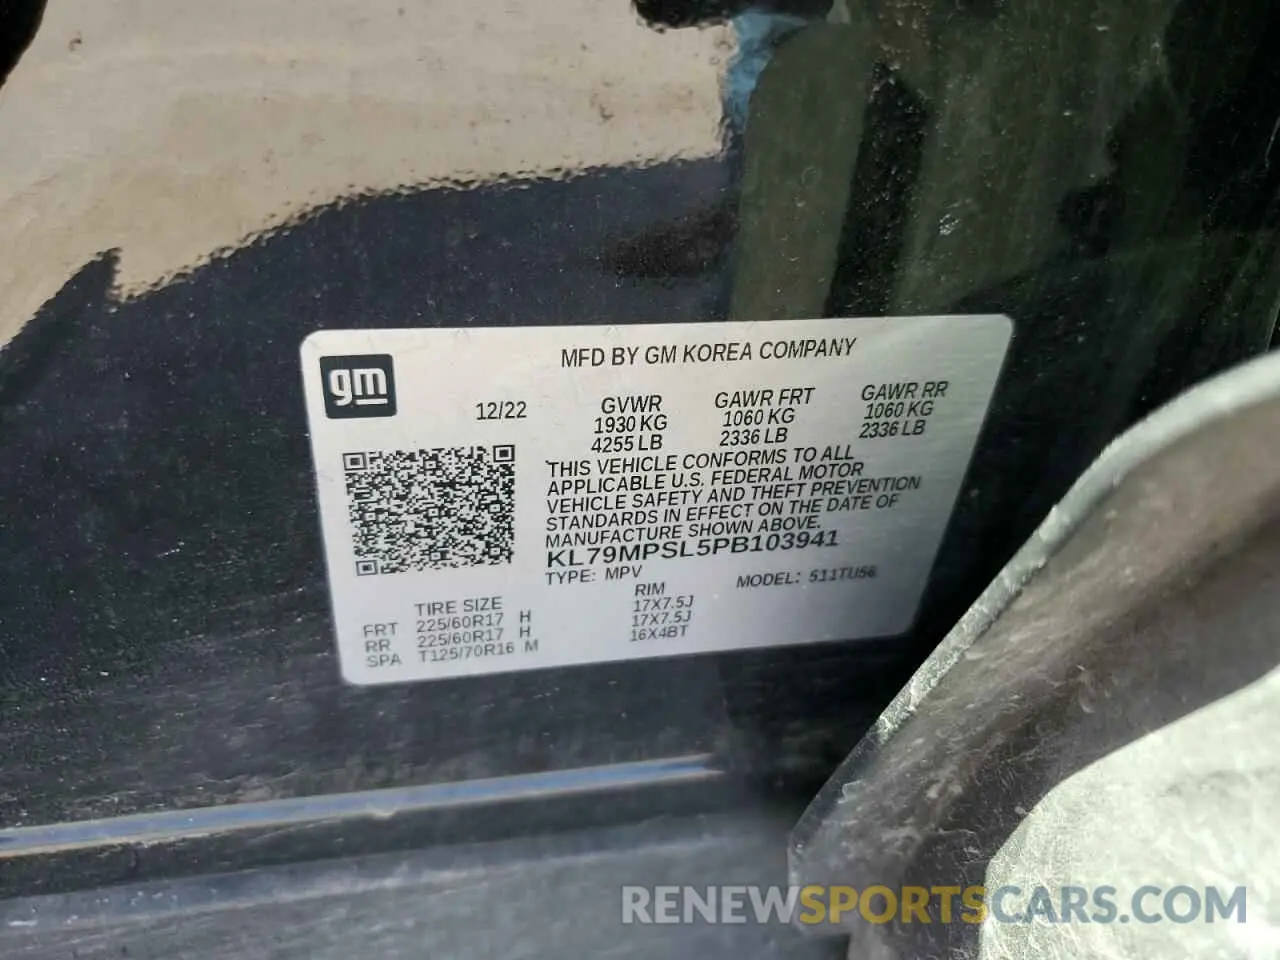 MFD BY GM KOREA COMPANY
gm
12/22
GVWR GAWR FRT GAWR RR
1930 KG 1060 KG 1060 KG
4255 LB 2336 LB 2336 LB
THIS VEHICLE CONFORMS TO ALL
APPLICABLE U.S. FEDERAL MOTOR
VEHICLE SAFETY AND THEFT PREVENTION
STANDARDS IN EFFECT ON THE DATE OF
MANUFACTURE SHOWN ABOVE.
KL79MPSL5PB103941
TYPE: MPV MODEL: 511TU56
TIRE SIZE RIM
FRT 225/60R17 H 17X7.5J
RR 225/60R17 H 17X7.5J
SPA T125/70R16 M 16X4BT
RENEWSPORTSCARS.COM